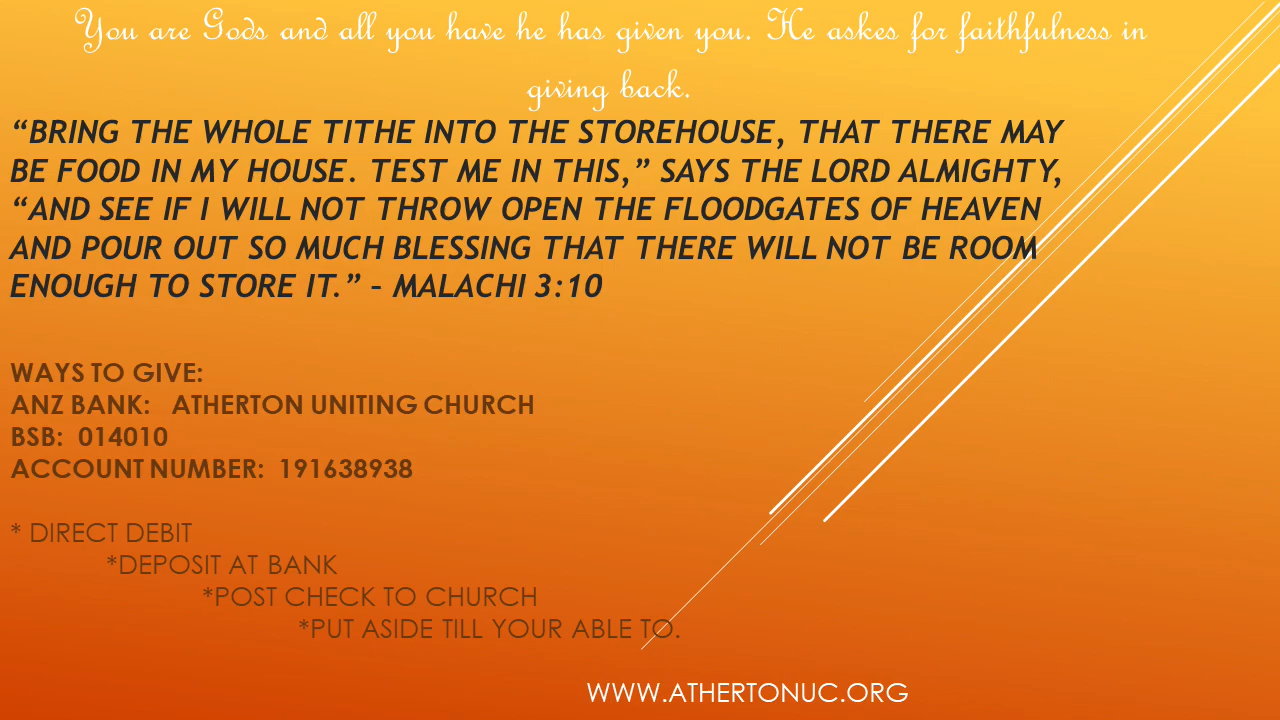 You are Gods and all you have he has given you. He askes for faithfulness in
giving back.
“BRING THE WHOLE TITHE INTO THE STOREHOUSE, THAT THERE MAY
BE FOOD IN MY HOUSE. TEST ME IN THIS,” SAYS THE LORD ALMIGHTY,
“AND SEE IF I WILL NOT THROW OPEN THE FLOODGATES OF HEAVEN
AND POUR OUT SO MUCH BLESSING THAT THERE WILL NOT BE ROOM
ENOUGH TO STORE IT.” – MALACHI 3:10
WAYS TO GIVE:
ANZ BANK: ATHERTON UNITING CHURCH
BSB: 014010
ACCOUNT NUMBER: 191638938
* DIRECT DEBIT
*DEPOSIT AT BANK
*POST CHECK TO CHURCH
*PUT ASIDE TILL YOUR ABLE TO.
WWW.ATHERTONUC.ORG